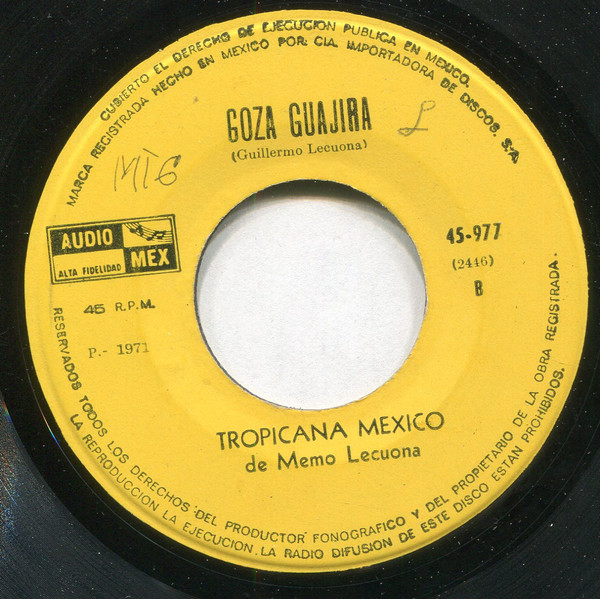 CUBIERTO EL DERECHO DE EJECUCION PUBLICA EN MEXICO.
MARCA REGISTRADA HECHO EN MEXICO POR: CIA. IMPORTADORA DE DISCOS, S.A.
GOZA GUAJIRA
(Guillermo Lecuona)
L
MIG
AUDIO MEX
ALTA FIDELIDAD
45-977
(2446)
B
45 R.P.M.
P.- 1971
TROPICANA MEXICO
de Memo Lecuona
RESERVADOS TODOS LOS DERECHOS DEL PRODUCTOR FONOGRAFICO Y DEL PROPIETARIO DE LA OBRA REGISTRADA.
LA REPRODUCCION LA EJECUCION. LA RADIO DIFUSION DE ESTE DISCO ESTAN PROHIBIDOS.